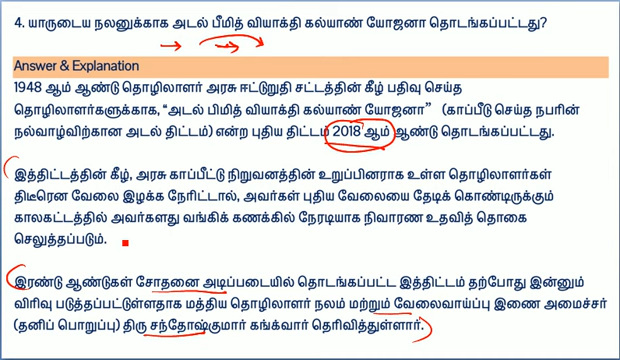 4. யாருடைய நலனுக்காக அடல் பீமித் வியாக்தி கல்யாண் யோஜனா தொடங்கப்பட்டது?
Answer & Explanation
1948 ஆம் ஆண்டு தொழிலாளர் அரசு ஈட்டுறுதி சட்டத்தின் கீழ் பதிவு செய்த
தொழிலாளர்களுக்காக, “அடல் பிமித் வியாக்தி கல்யாண் யோஜனா” (காப்பீடு செய்த நபரின்
நல்வாழ்விற்கான அடல் திட்டம்) என்ற புதிய திட்டம் 2018 ஆம் ஆண்டு தொடங்கப்பட்டது.
இத்திட்டத்தின் கீழ், அரசு காப்பீட்டு நிறுவனத்தின் உறுப்பினராக உள்ள தொழிலாளர்கள்
திடீரென வேலை இழக்க நேரிட்டால், அவர்கள் புதிய வேலையை தேடிக் கொண்டிருக்கும்
காலகட்டத்தில் அவர்களது வங்கிக் கணக்கில் நேரடியாக நிவாரண உதவித் தொகை
செலுத்தப்படும்.
இரண்டு ஆண்டுகள் சோதனை அடிப்படையில் தொடங்கப்பட்ட இத்திட்டம் தற்போது இன்னும்
விரிவு படுத்தப்பட்டுள்ளதாக மத்திய தொழிலாளர் நலம் மற்றும் வேலைவாய்ப்பு இணை அமைச்சர்
(தனிப் பொறுப்பு) திரு சந்தோஷ்குமார் கங்க்வார் தெரிவித்துள்ளார்.